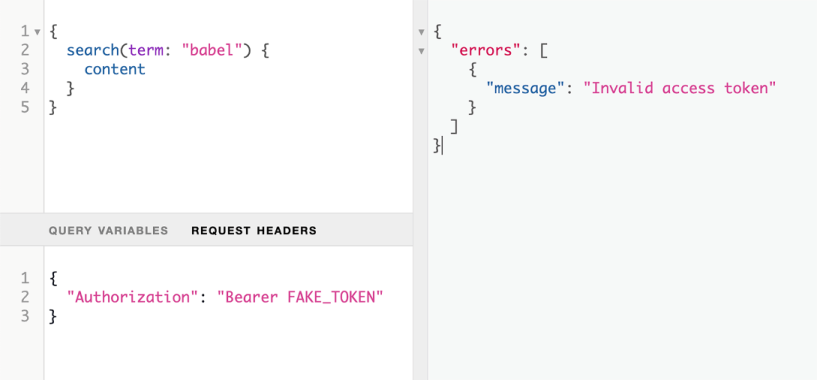 1 {
2   search(term: "babel") {
3     content
4   }
5 }
QUERY VARIABLES REQUEST HEADERS
1 {
2   "Authorization": "Bearer FAKE_TOKEN"
3 }
{
  "errors": [
    {
      "message": "Invalid access token"
    }
  ]
}